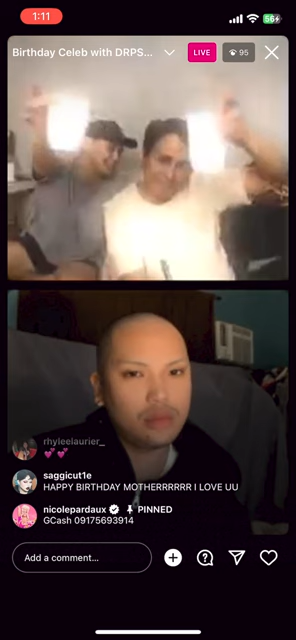 1:11
56
Birthday Celeb with DRPS...
LIVE
95
rhyleelaurier_
💕💕
saggicut1e
HAPPY BIRTHDAY MOTHERRRRRR I LOVE UU
nicolepardaux PINNED
GCash 09175693914
Add a comment...